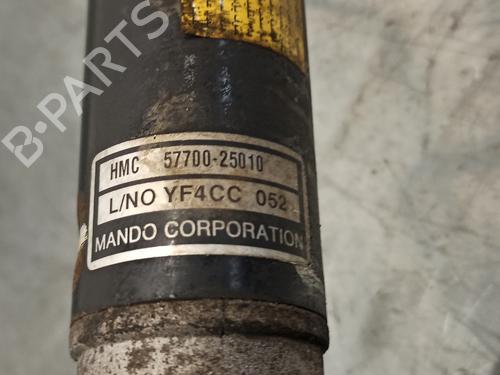 B-PARTS
HMC 57700-25010
L/NO YF4CC 052
MANDO CORPORATION